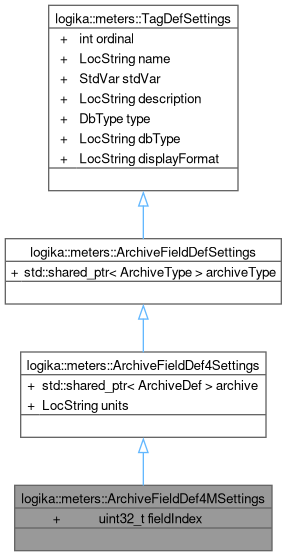 logika::meters::TagDefSettings
+ int ordinal
+ LocString name
+ StdVar stdVar
+ LocString description
+ DbType type
+ LocString dbType
+ LocString displayFormat
logika::meters::ArchiveFieldDefSettings
+ std::shared_ptr< ArchiveType > archiveType
logika::meters::ArchiveFieldDef4Settings
+ std::shared_ptr< ArchiveDef > archive
+ LocString units
logika::meters::ArchiveFieldDef4MSettings
+ uint32_t fieldIndex